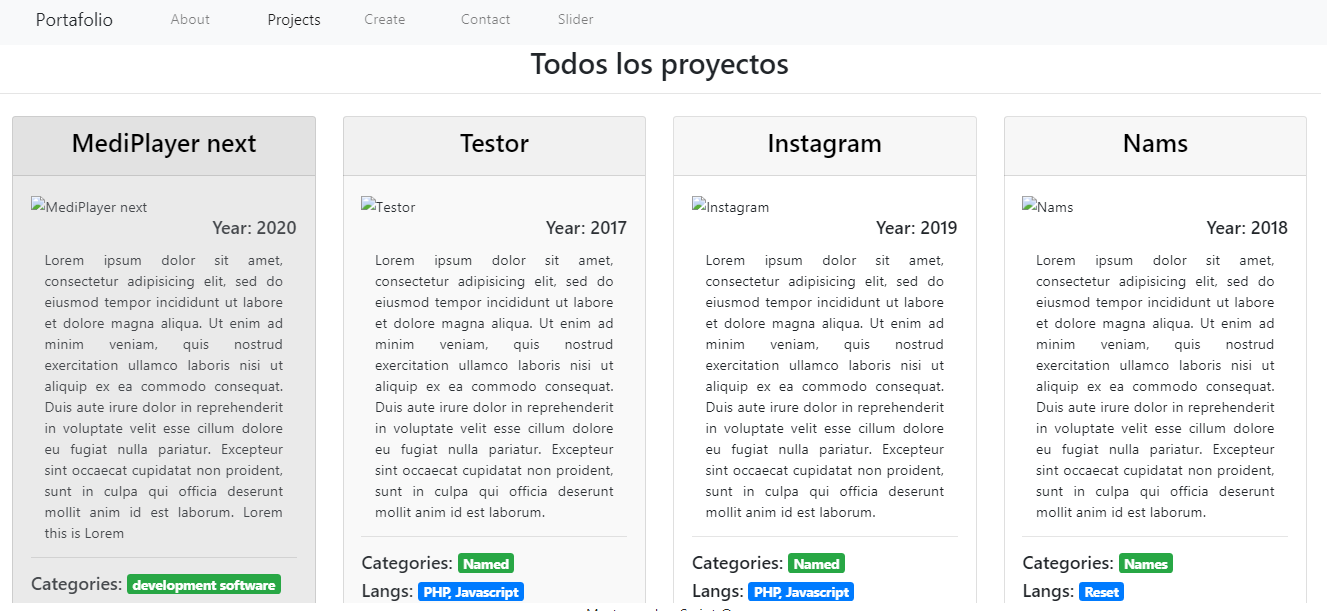 Portafolio About Projects Create Contact Slider
Todos los proyectos
MediPlayer next
MediPlayer next
Year: 2020
Lorem ipsum dolor sit amet,
consectetur adipisicing elit, sed do
eiusmod tempor incididunt ut labore
et dolore magna aliqua. Ut enim ad
minim veniam, quis nostrud
exercitation ullamco laboris nisi ut
aliquip ex ea commodo consequat.
Duis aute irure dolor in reprehenderit
in voluptate velit esse cillum dolore
eu fugiat nulla pariatur. Excepteur
sint occaecat cupidatat non proident,
sunt in culpa qui officia deserunt
mollit anim id est laborum. Lorem
this is Lorem
Categories: development software
Testor
Testor
Year: 2017
Lorem ipsum dolor sit amet,
consectetur adipisicing elit, sed do
eiusmod tempor incididunt ut labore
et dolore magna aliqua. Ut enim ad
minim veniam, quis nostrud
exercitation ullamco laboris nisi ut
aliquip ex ea commodo consequat.
Duis aute irure dolor in reprehenderit
in voluptate velit esse cillum dolore
eu fugiat nulla pariatur. Excepteur
sint occaecat cupidatat non proident,
sunt in culpa qui officia deserunt
mollit anim id est laborum.
Categories: Named
Langs: PHP, Javascript
Instagram
Instagram
Year: 2019
Lorem ipsum dolor sit amet,
consectetur adipisicing elit, sed do
eiusmod tempor incididunt ut labore
et dolore magna aliqua. Ut enim ad
minim veniam, quis nostrud
exercitation ullamco laboris nisi ut
aliquip ex ea commodo consequat.
Duis aute irure dolor in reprehenderit
in voluptate velit esse cillum dolore
eu fugiat nulla pariatur. Excepteur
sint occaecat cupidatat non proident,
sunt in culpa qui officia deserunt
mollit anim id est laborum.
Categories: Named
Langs: PHP, Javascript
Nams
Nams
Year: 2018
Lorem ipsum dolor sit amet,
consectetur adipisicing elit, sed do
eiusmod tempor incididunt ut labore
et dolore magna aliqua. Ut enim ad
minim veniam, quis nostrud
exercitation ullamco laboris nisi ut
aliquip ex ea commodo consequat.
Duis aute irure dolor in reprehenderit
in voluptate velit esse cillum dolore
eu fugiat nulla pariatur. Excepteur
sint occaecat cupidatat non proident,
sunt in culpa qui officia deserunt
mollit anim id est laborum.
Categories: Names
Langs: Reset